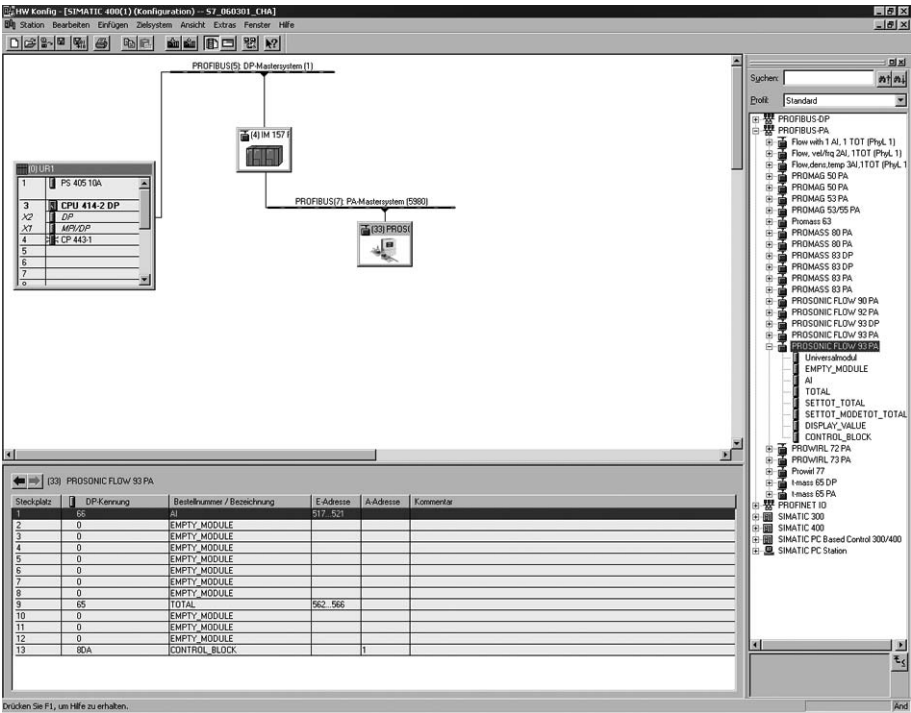 HW Konfig - [SIMATIC 400(1) (Konfiguration) -- S7_060301_CHA]
Station Bearbeiten Einfügen Zielsystem Ansicht Extras Fenster Hilfe
PROFIBUS(5): DP-Mastersystem (1)
(4) IM 157
(0) UR1
1 PS 405 10A
3 CPU 414-2 DP
X2 DP
X1 MPI/DP
4 CP 443-1
5
6
7
PROFIBUS(7): PA-Mastersystem (5980)
(33) PROSI
Suchen:
Profil: Standard
PROFIBUS-DP
PROFIBUS-PA
Flow with 1 AI, 1 TOT (PhyL 1)
Flow, vel/frq 2AI, 1TOT (PhyL 1)
Flow,dens,temp 3AI,1TOT (PhyL 1
PROMAG 50 PA
PROMAG 50 PA
PROMAG 53 PA
PROMAG 53/55 PA
Promass 63
PROMASS 80 PA
PROMASS 80 PA
PROMASS 83 DP
PROMASS 83 DP
PROMASS 83 PA
PROMASS 83 PA
PROSONIC FLOW 90 PA
PROSONIC FLOW 92 PA
PROSONIC FLOW 93 DP
PROSONIC FLOW 93 PA
PROSONIC FLOW 93 PA
Universalmodul
EMPTY_MODULE
AI
TOTAL
SETTOT_TOTAL
SETTOT_MODETOT_TOTAL
DISPLAY_VALUE
CONTROL_BLOCK
PROWIRL 72 PA
PROWIRL 73 PA
Prowirl 77
t-mass 65 DP
t-mass 65 PA
PROFINET IO
SIMATIC 300
SIMATIC 400
SIMATIC PC Based Control 300/400
SIMATIC PC Station
(33) PROSONIC FLOW 93 PA
Steckplatz DP-Kennung Bestellnummer / Bezeichnung E-Adresse A-Adresse Kommentar
1 66 AI 517...521
2 0 EMPTY_MODULE
3 0 EMPTY_MODULE
4 0 EMPTY_MODULE
5 0 EMPTY_MODULE
6 0 EMPTY_MODULE
7 0 EMPTY_MODULE
8 0 EMPTY_MODULE
9 65 TOTAL 562...566
10 0 EMPTY_MODULE
11 0 EMPTY_MODULE
12 0 EMPTY_MODULE
13 8DA CONTROL_BLOCK 1
Drücken Sie F1, um Hilfe zu erhalten.
Änd